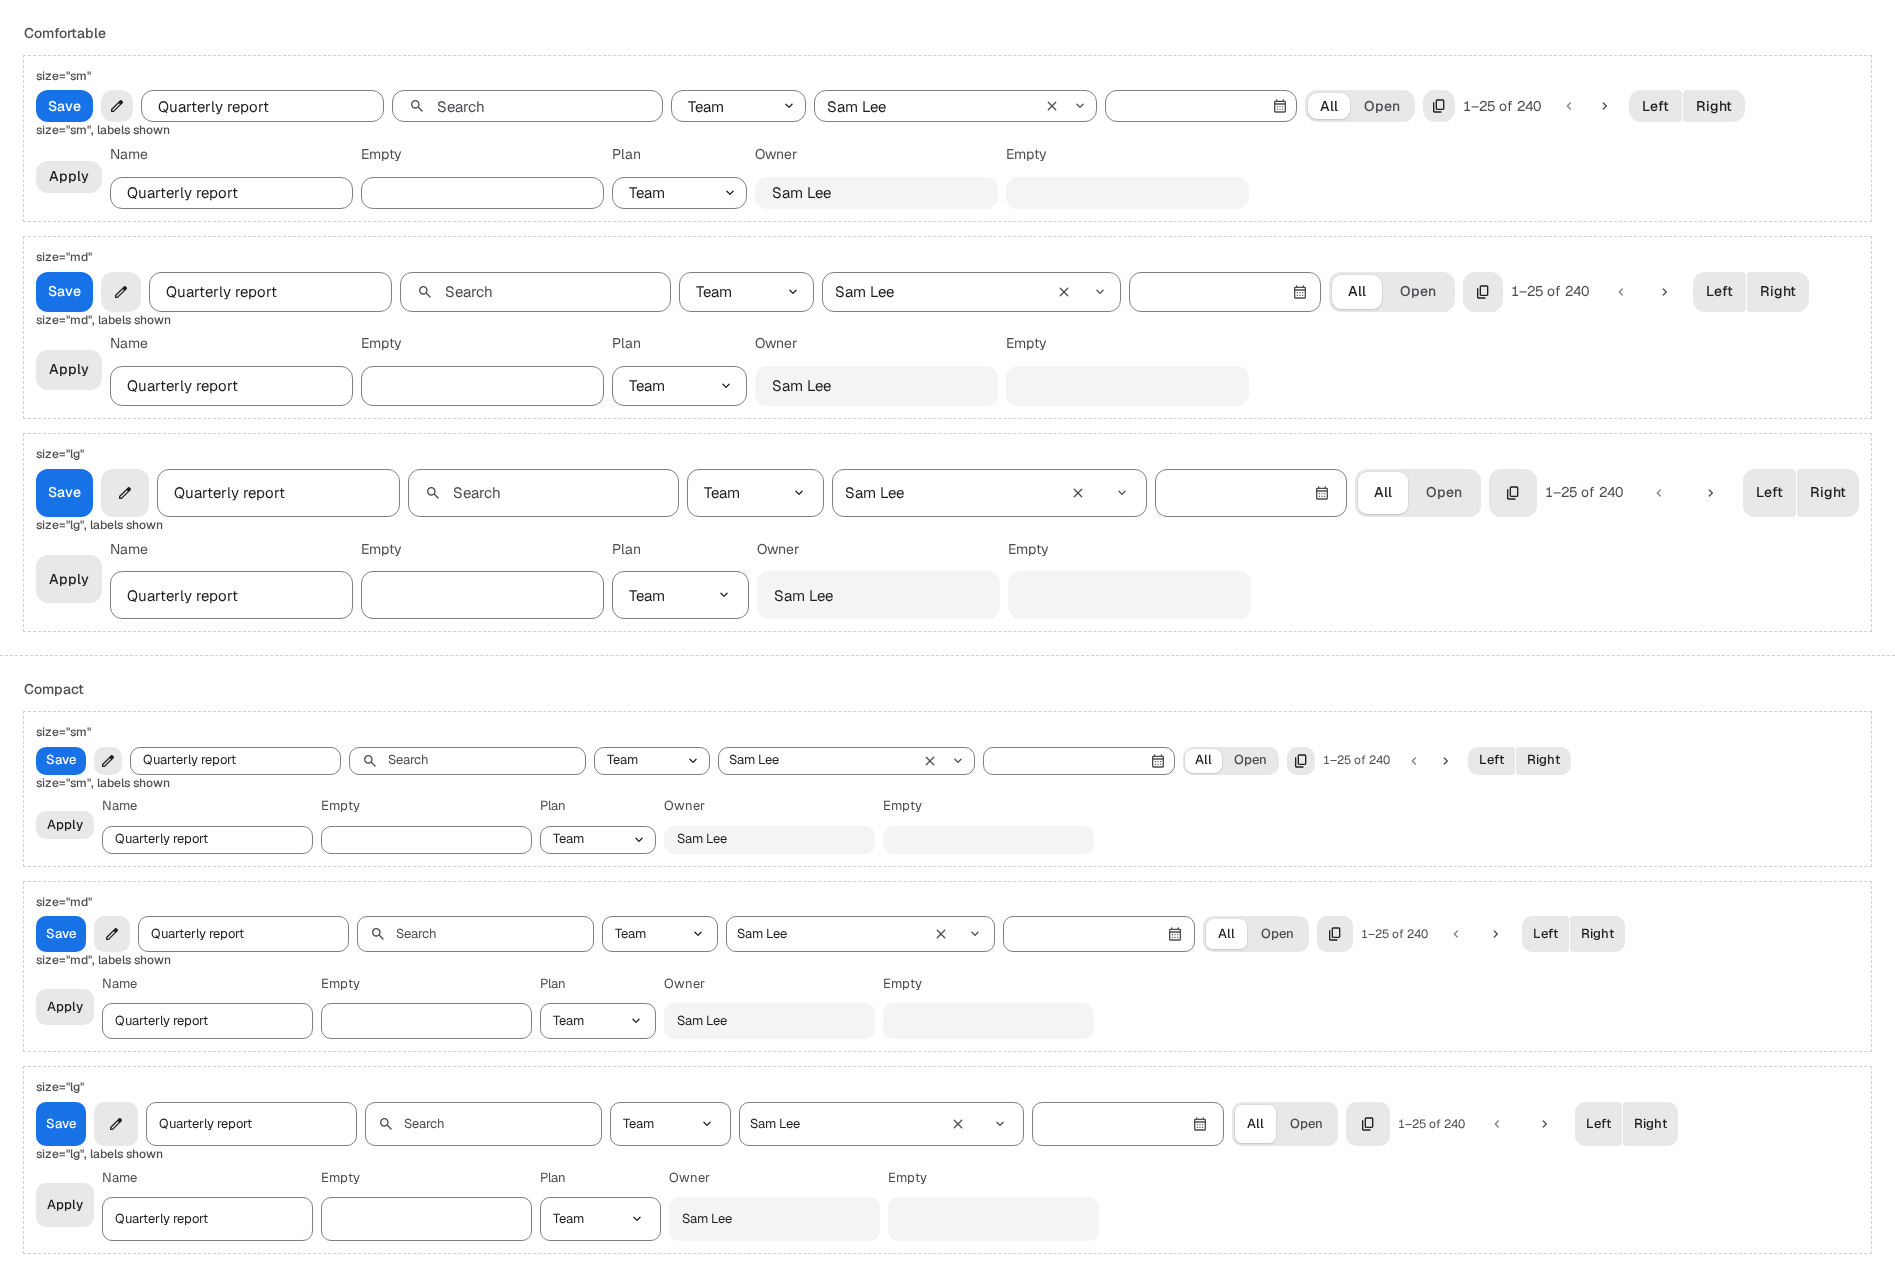 Comfortable
size="sm"
Save Quarterly report Search Team Sam Lee All Open 1–25 of 240 Left Right
size="sm", labels shown
Name Empty Plan Owner Empty
Apply Quarterly report Team Sam Lee
size="md"
Save Quarterly report Search Team Sam Lee All Open 1–25 of 240 Left Right
size="md", labels shown
Name Empty Plan Owner Empty
Apply Quarterly report Team Sam Lee
size="lg"
Save Quarterly report Search Team Sam Lee All Open 1–25 of 240 Left Right
size="lg", labels shown
Name Empty Plan Owner Empty
Apply Quarterly report Team Sam Lee
Compact
size="sm"
Save Quarterly report Search Team Sam Lee All Open 1–25 of 240 Left Right
size="sm", labels shown
Name Empty Plan Owner Empty
Apply Quarterly report Team Sam Lee
size="md"
Save Quarterly report Search Team Sam Lee All Open 1–25 of 240 Left Right
size="md", labels shown
Name Empty Plan Owner Empty
Apply Quarterly report Team Sam Lee
size="lg"
Save Quarterly report Search Team Sam Lee All Open 1–25 of 240 Left Right
size="lg", labels shown
Name Empty Plan Owner Empty
Apply Quarterly report Team Sam Lee